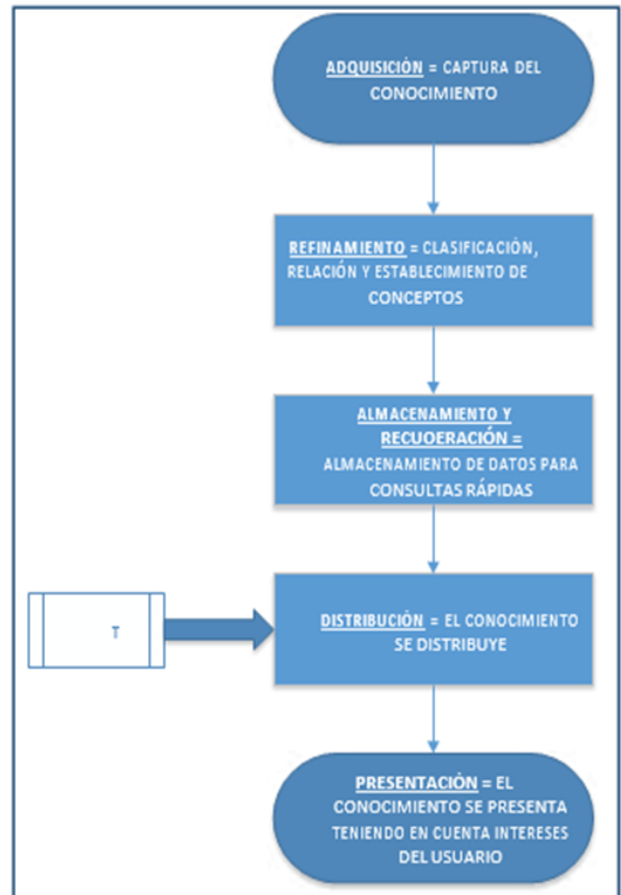 ADQUISICIÓN = CAPTURA DEL
CONOCIMIENTO
REFINAMIENTO = CLASIFICACIÓN,
RELACIÓN Y ESTABLECIMIENTO DE
CONCEPTOS
ALMACENAMIENTO Y
RECUOERACIÓN =
ALMACENAMIENTO DE DATOS PARA
CONSULTAS RÁPIDAS
T
DISTRIBUCIÓN = EL CONOCIMIENTO
SE DISTRIBUYE
PRESENTACIÓN = EL
CONOCIMIENTO SE PRESENTA
TENIENDO EN CUENTA INTERESES
DEL USUARIO